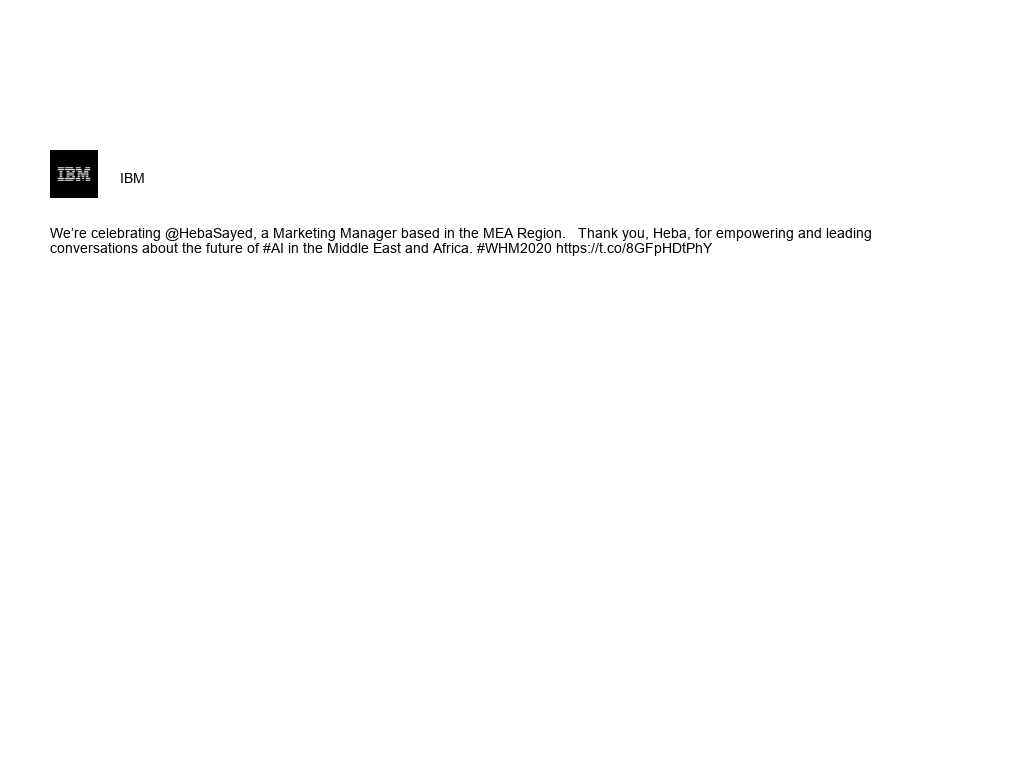 IBM
IBM
We’re celebrating @HebaSayed, a Marketing Manager based in the MEA Region.   Thank you, Heba, for empowering and leading
conversations about the future of #AI in the Middle East and Africa. #WHM2020 https://t.co/8GFpHDtPhY